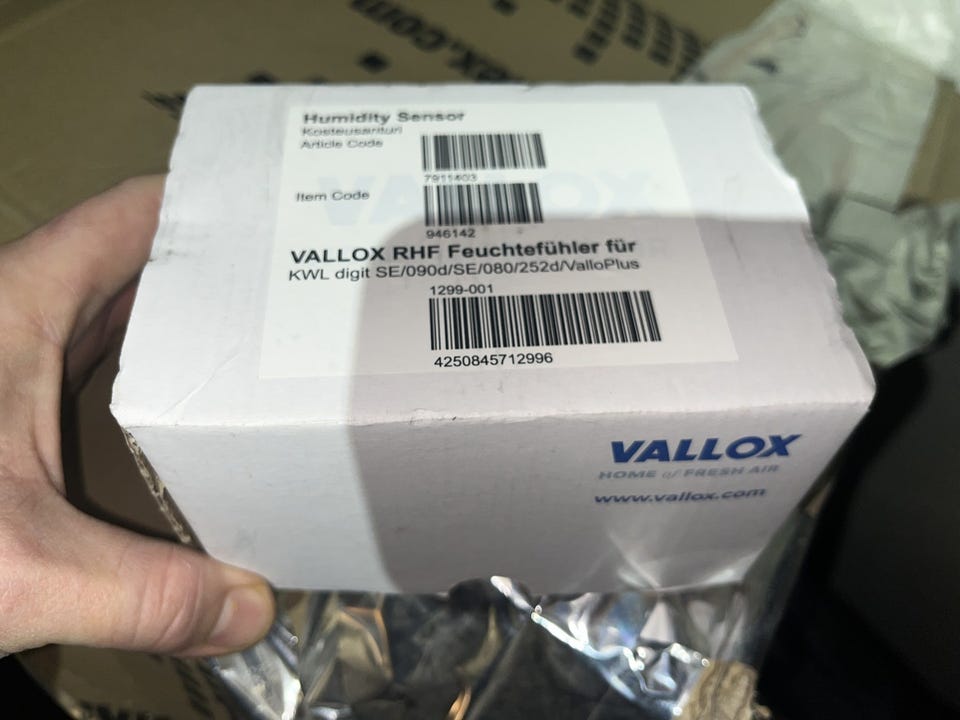 Humidity Sensor
Kosteusanturi
Article Code
7911403
Item Code
946142
VALLOX RHF Feuchtefühler für
KWL digit SE/090d/SE/080/252d/ValloPlus
1299-001
4250845712996
VALLOX
HOME of FRESH AIR
www.vallox.com